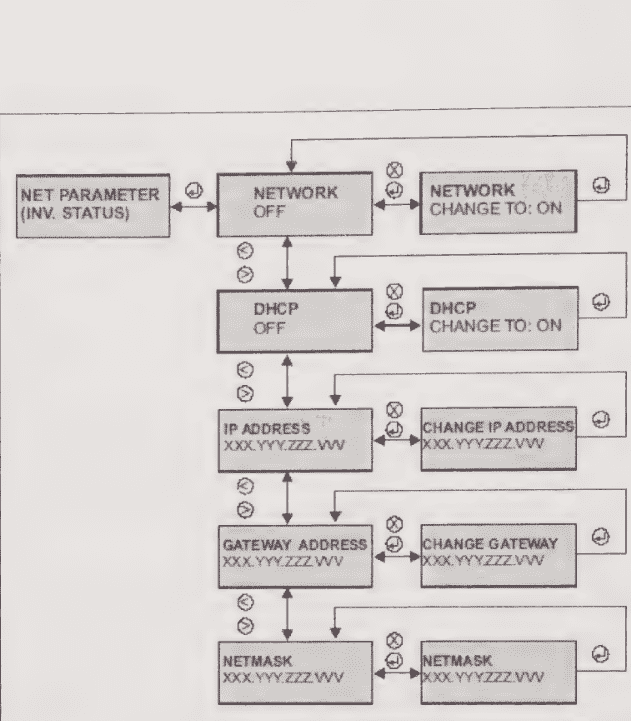 NET PARAMETER
(INV. STATUS)
NETWORK
OFF
NETWORK
CHANGE TO: ON
DHCP
OFF
DHCP
CHANGE TO: ON
IP ADDRESS
XXX.YYY.ZZZ.VVV
CHANGE IP ADDRESS
XXX.YYY.ZZZ.VVV
GATEWAY ADDRESS
XXX.YYY.ZZZ.VVV
CHANGE GATEWAY
XXX.YYY.ZZZ.VVV
NETMASK
XXX.YYY.ZZZ.VVV
NETMASK
XXX.YYY.ZZZ.VVV